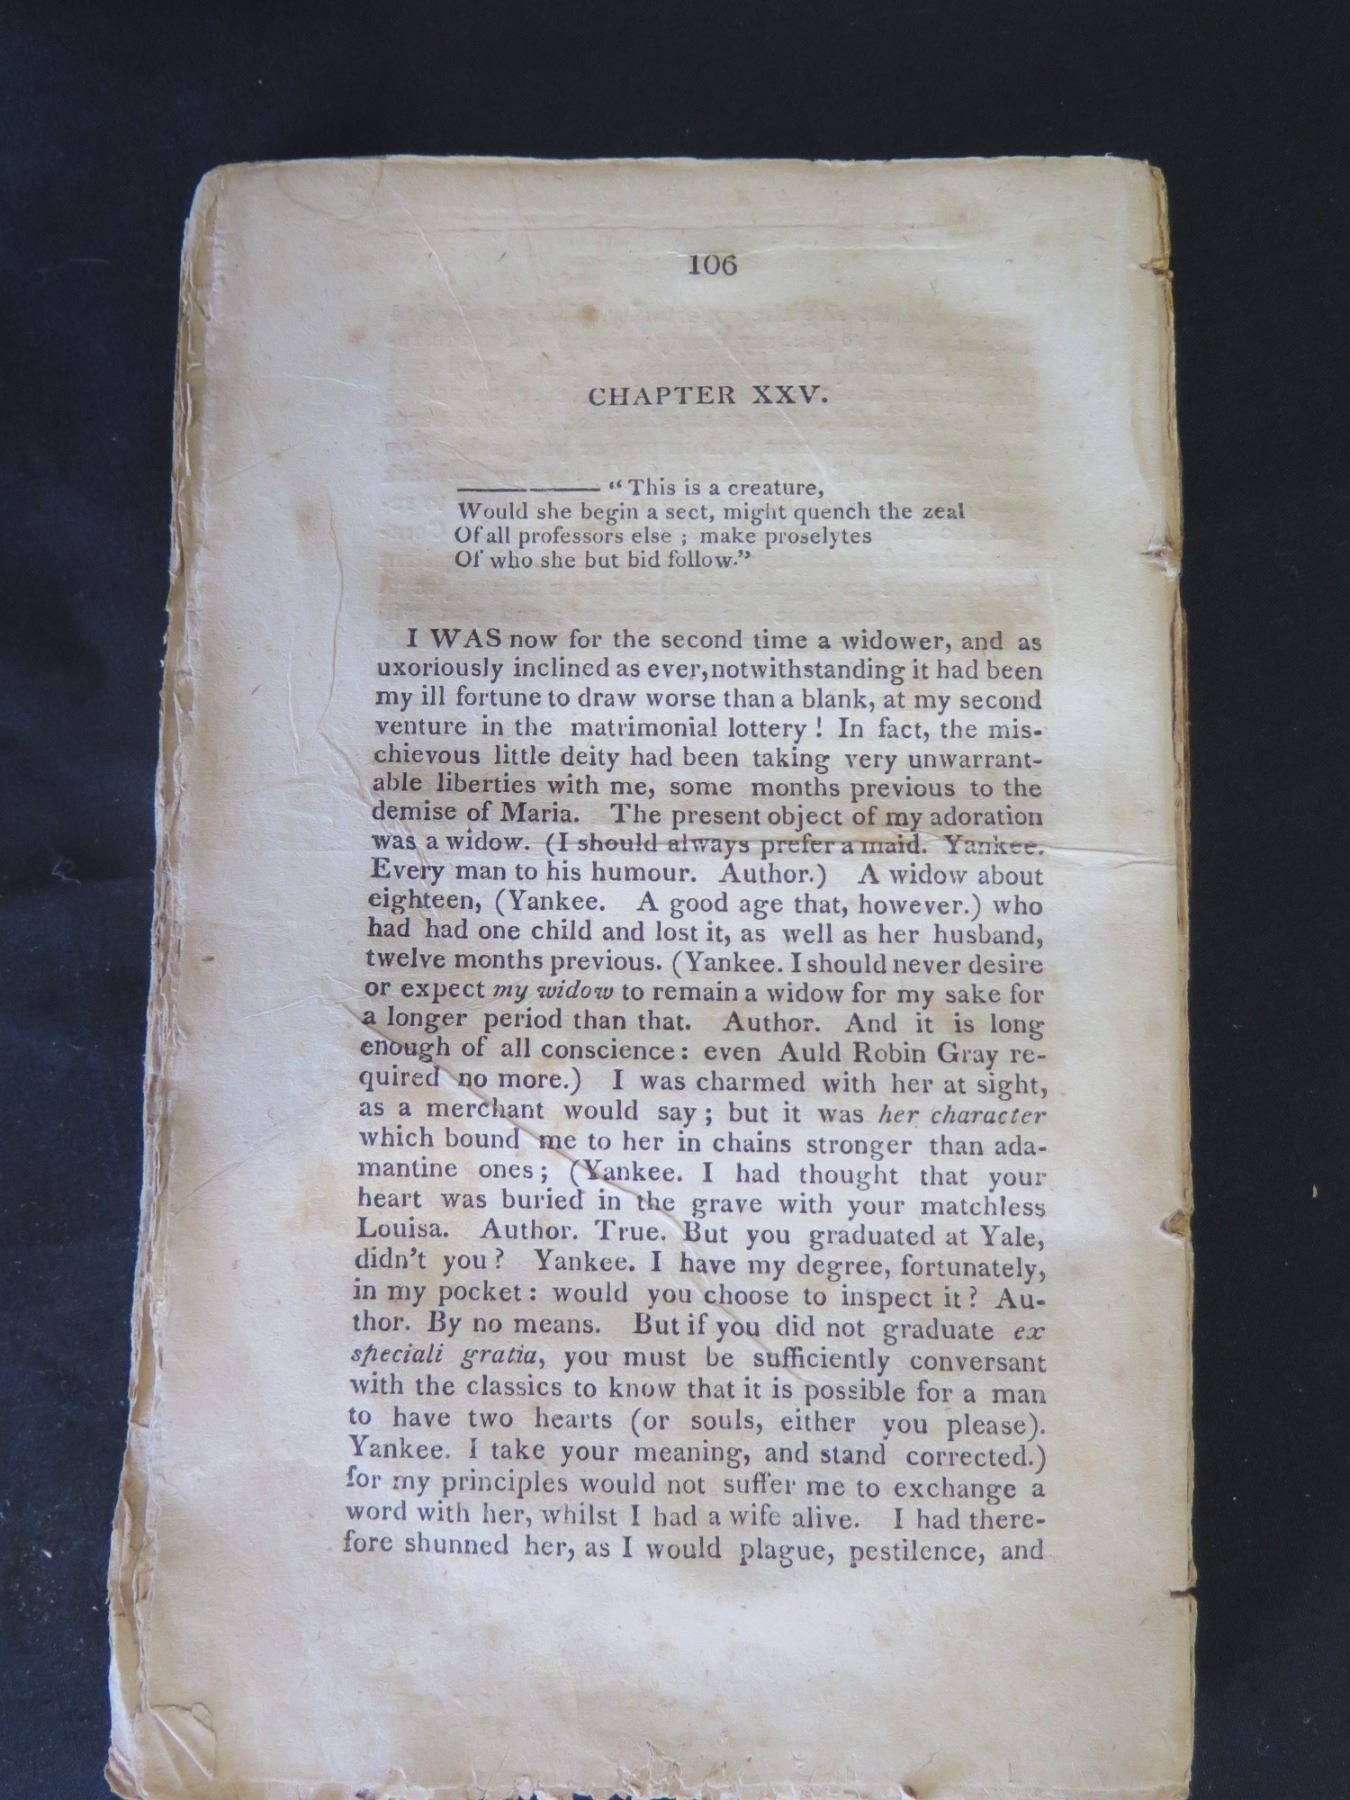 106
CHAPTER XXV.
——— ——— “ This is a creature,
Would she begin a sect, might quench the zeal
Of all professors else ; make proselytes
Of who she but bid follow.”
I WAS now for the second time a widower, and as
uxoriously inclined as ever, notwithstanding it had been
my ill fortune to draw worse than a blank, at my second
venture in the matrimonial lottery ! In fact, the mis-
chievous little deity had been taking very unwarrant-
able liberties with me, some months previous to the
demise of Maria. The present object of my adoration
was a widow. (I should always prefer a maid. Yankee.
Every man to his humour. Author.) A widow about
eighteen, (Yankee. A good age that, however.) who
had had one child and lost it, as well as her husband,
twelve months previous. (Yankee. I should never desire
or expect my widow to remain a widow for my sake for
a longer period than that. Author. And it is long
enough of all conscience : even Auld Robin Gray re-
quired no more.) I was charmed with her at sight,
as a merchant would say ; but it was her character
which bound me to her in chains stronger than ada-
mantine ones ; (Yankee. I had thought that your
heart was buried in the grave with your matchless
Louisa. Author. True. But you graduated at Yale,
didn't you ? Yankee. I have my degree, fortunately,
in my pocket : would you choose to inspect it ? Au-
thor. By no means. But if you did not graduate ex
speciali gratia, you must be sufficiently conversant
with the classics to know that it is possible for a man
to have two hearts (or souls, either you please).
Yankee. I take your meaning, and stand corrected.)
for my principles would not suffer me to exchange a
word with her, whilst I had a wife alive. I had there-
fore shunned her, as I would plague, pestilence, and